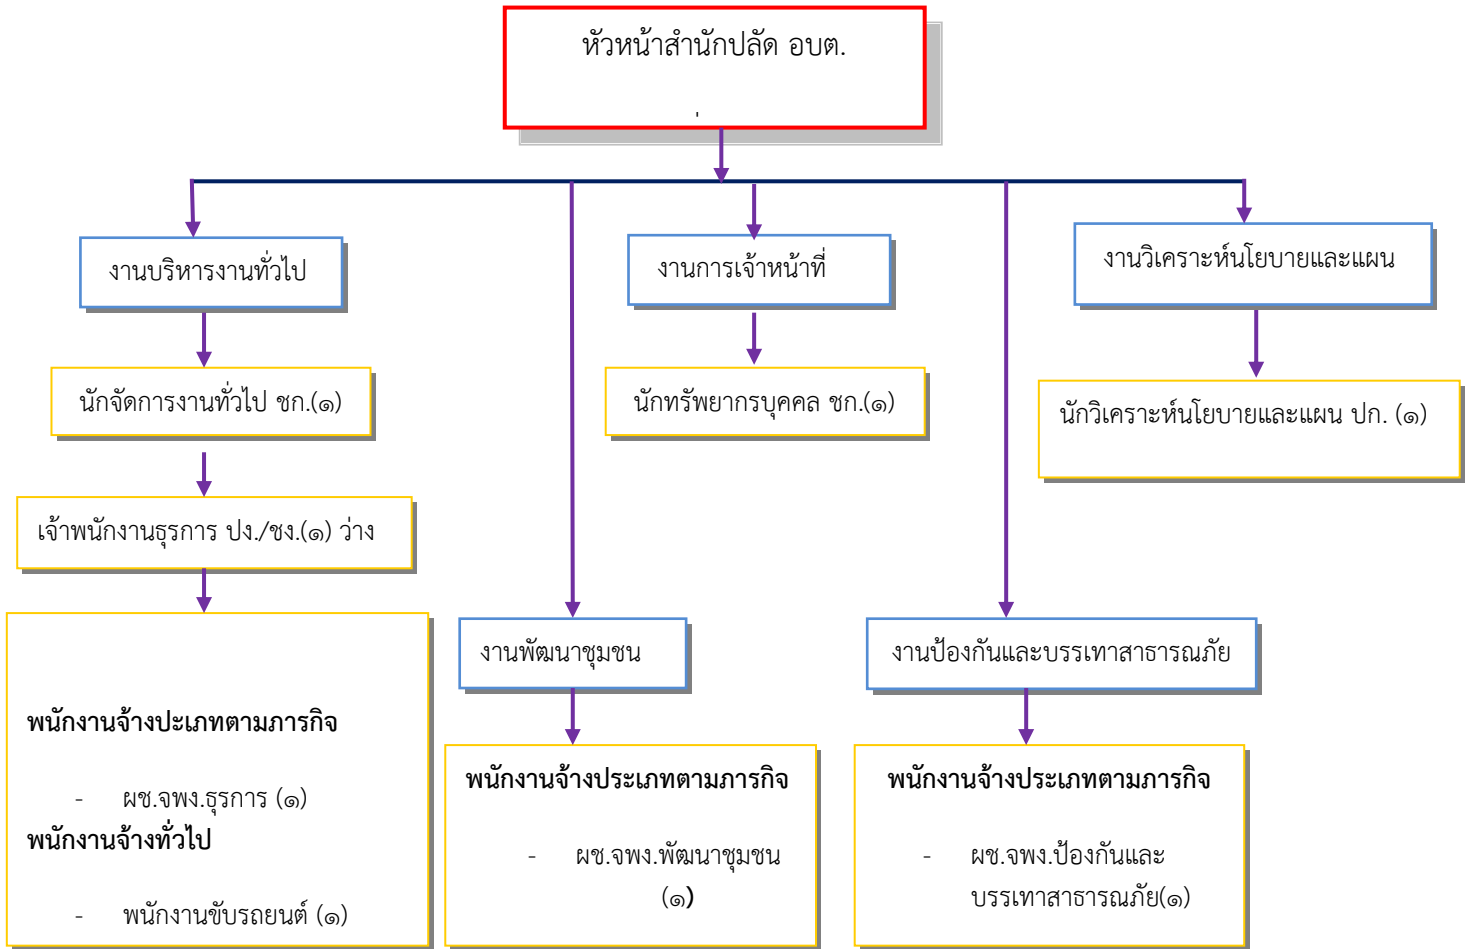 หัวหน้าสำนักปลัด อบต.
งานบริหารงานทั่วไป
งานการเจ้าหน้าที่
งานวิเคราะห์นโยบายและแผน
นักจัดการงานทั่วไป ชก.(๑)
นักทรัพยากรบุคคล ชก.(๑)
นักวิเคราะห์นโยบายและแผน ปก. (๑)
เจ้าพนักงานธุรการ ปง./ชง.(๑) ว่าง
งานพัฒนาชุมชน
งานป้องกันและบรรเทาสาธารณภัย
พนักงานจ้างปะเภทตามภารกิจ
- ผช.จพง.ธุรการ (๑)
พนักงานจ้างทั่วไป
- พนักงานขับรถยนต์ (๑)
พนักงานจ้างประเภทตามภารกิจ
- ผช.จพง.พัฒนาชุมชน
(๑)
พนักงานจ้างประเภทตามภารกิจ
- ผช.จพง.ป้องกันและ
บรรเทาสาธารณภัย(๑)